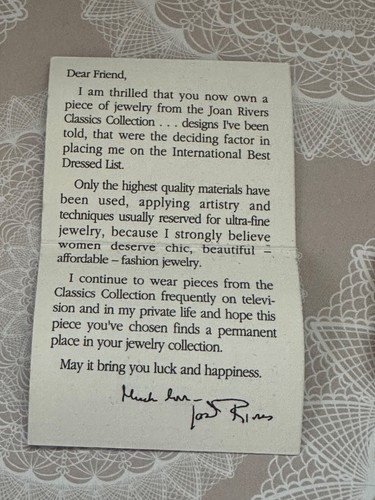 Dear Friend,
I am thrilled that you now own a
piece of jewelry from the Joan Rivers
Classics Collection . . . designs I've been
told, that were the deciding factor in
placing me on the International Best
Dressed List.
Only the highest quality materials have
been used, applying artistry and
techniques usually reserved for ultra-fine
jewelry, because I strongly believe
women deserve chic, beautiful –
affordable – fashion jewelry.
I continue to wear pieces from the
Classics Collection frequently on televi-
sion and in my private life and hope this
piece you've chosen finds a permanent
place in your jewelry collection.
May it bring you luck and happiness.
Much love –
Joan Rivers